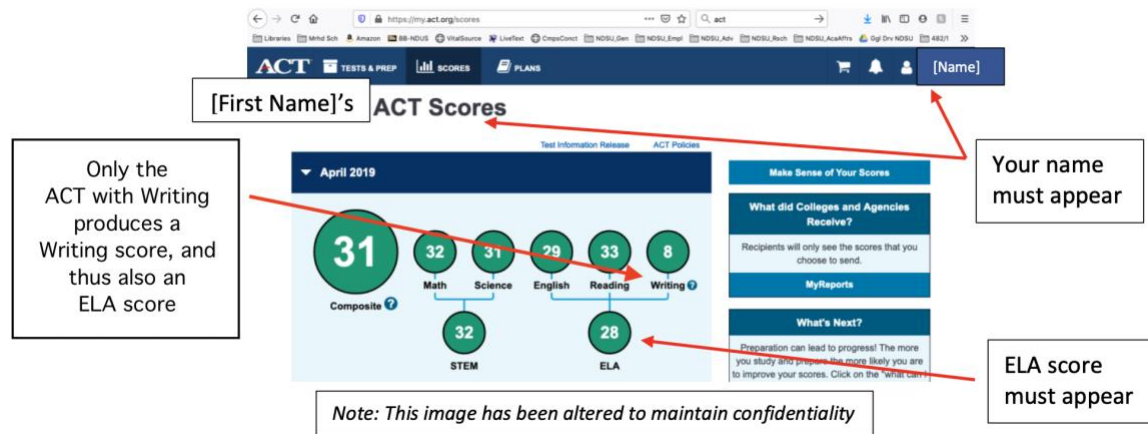 https://my.act.org/scores
act
Libraries Mrhd Sch Amazon BB-NDUS VitalSource LiveText CmpsConct NDSU_Gen NDSU_Empl NDSU_Adv NDSU_Rsch NDSU_AcaAffrs Ggl Drv NDSU 482/1
ACT TESTS & PREP SCORES PLANS [Name]
[First Name]'s ACT Scores
Test Information Release ACT Policies
Only the
ACT with Writing
produces a
Writing score, and
thus also an
ELA score
April 2019
31
Composite
32
Math
31
Science
29
English
33
Reading
8
Writing
32
STEM
28
ELA
Make Sense of Your Scores
What did Colleges and Agencies
Receive?
Recipients will only see the scores that you
choose to send.
MyReports
What's Next?
Preparation can lead to progress! The more
you study and prepare the more likely you are
to improve your scores. Click on the "what can I
Your name
must appear
ELA score
must appear
Note: This image has been altered to maintain confidentiality